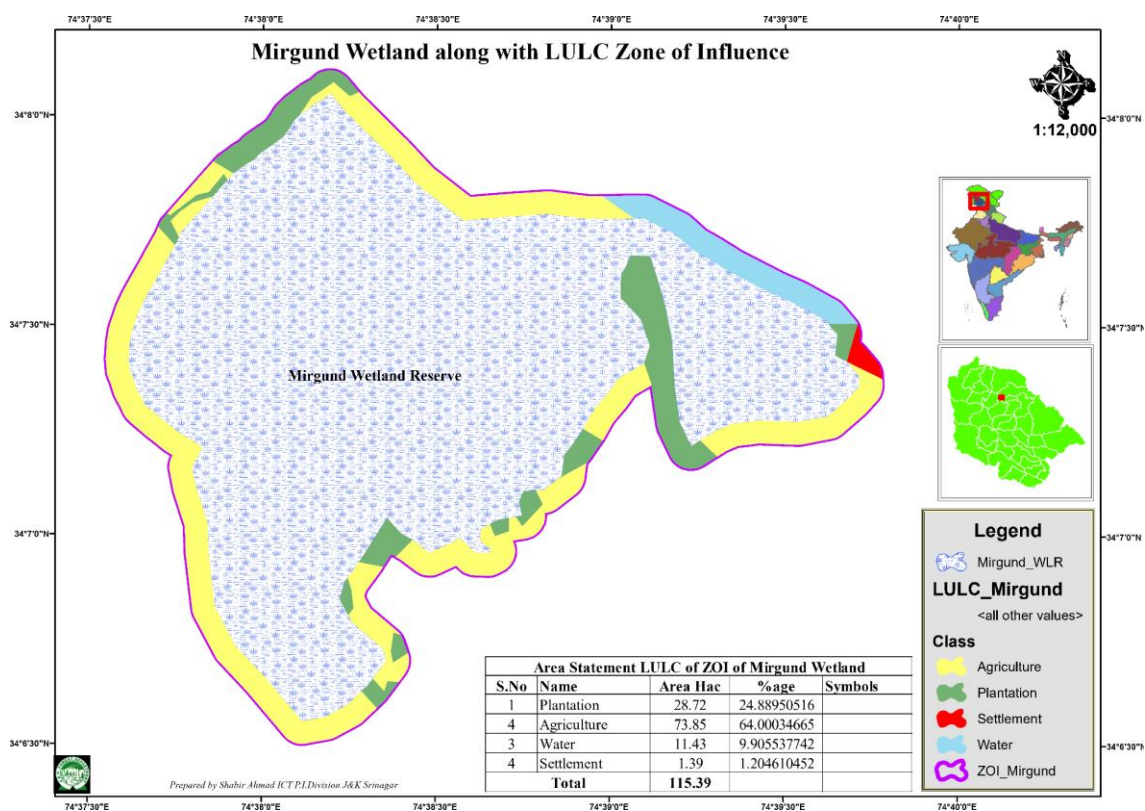 74°37'30"E 74°38'0"E 74°38'30"E 74°39'0"E 74°39'30"E 74°40'0"E
Mirgund Wetland along with LULC Zone of Influence
34°8'0"N 34°8'0"N
1:12,000
34°7'30"N 34°7'30"N
Mirgund Wetland Reserve
34°7'0"N 34°7'0"N
Legend
Mirgund_WLR
LULC_Mirgund
<all other values>
Class
Agriculture
Plantation
Settlement
Water
ZOI_Mirgund
Area Statement LULC of ZOI of Mirgund Wetland
S.No Name Area Hac %age Symbols
1 Plantation 28.72 24.88950516
4 Agriculture 73.85 64.00034665
3 Water 11.43 9.905537742
4 Settlement 1.39 1.204610452
Total 115.39
34°6'30"N 34°6'30"N
Prepared by Shabir Ahmad ICT P.I.Division J&K Srinagar
74°37'30"E 74°38'0"E 74°38'30"E 74°39'0"E 74°39'30"E 74°40'0"E